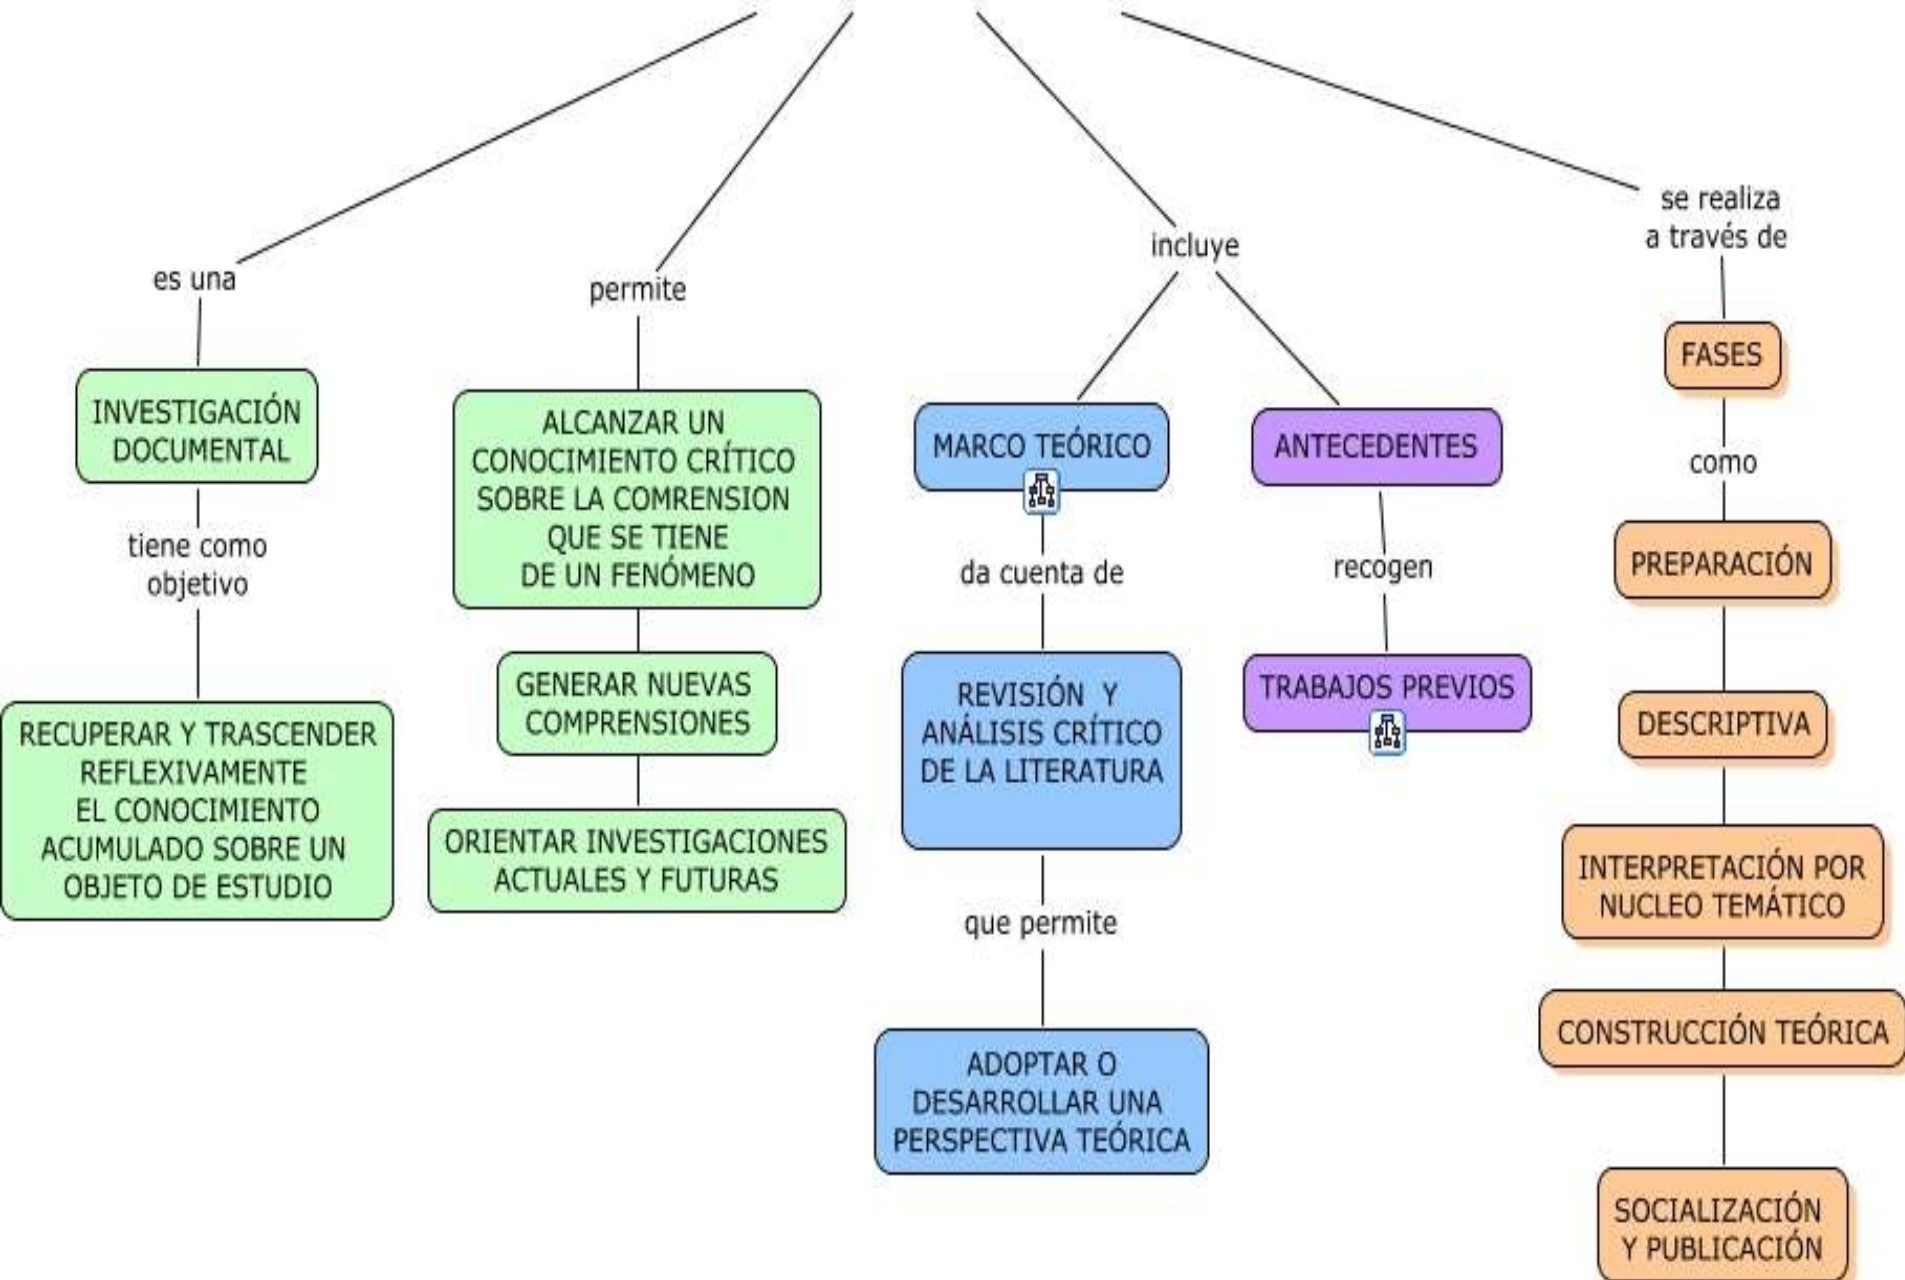 es una
INVESTIGACIÓN
DOCUMENTAL
tiene como
objetivo
RECUPERAR Y TRASCENDER
REFLEXIVAMENTE
EL CONOCIMIENTO
ACUMULADO SOBRE UN
OBJETO DE ESTUDIO
permite
ALCANZAR UN
CONOCIMIENTO CRÍTICO
SOBRE LA COMRENSION
QUE SE TIENE
DE UN FENÓMENO
GENERAR NUEVAS
COMPRENSIONES
ORIENTAR INVESTIGACIONES
ACTUALES Y FUTURAS
incluye
MARCO TEÓRICO
da cuenta de
REVISIÓN Y
ANÁLISIS CRÍTICO
DE LA LITERATURA
que permite
ADOPTAR O
DESARROLLAR UNA
PERSPECTIVA TEÓRICA
ANTECEDENTES
recogen
TRABAJOS PREVIOS
se realiza
a través de
FASES
como
PREPARACIÓN
DESCRIPTIVA
INTERPRETACIÓN POR
NUCLEO TEMÁTICO
CONSTRUCCIÓN TEÓRICA
SOCIALIZACIÓN
Y PUBLICACIÓN